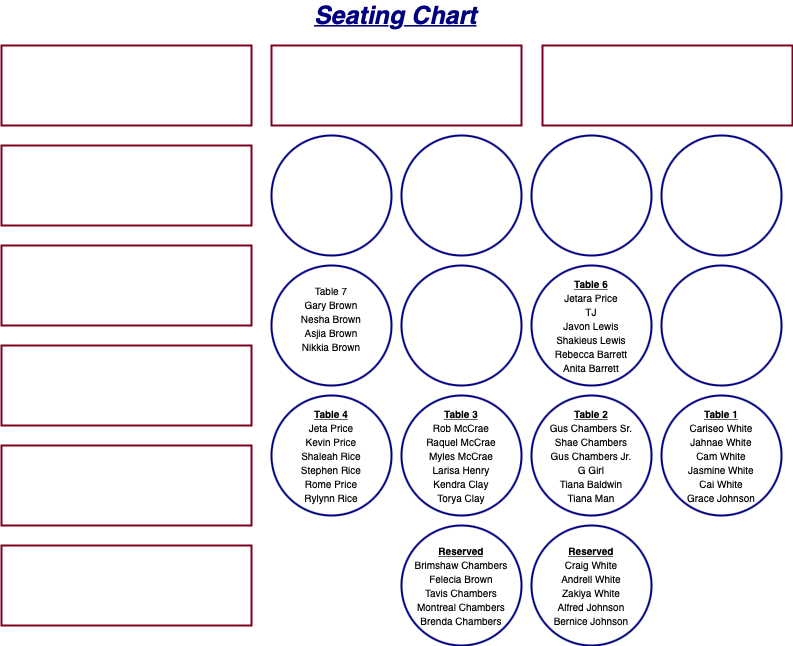 Seating Chart
Table 7
Gary Brown
Nesha Brown
Asjia Brown
Nikkia Brown
Table 6
Jetara Price
TJ
Javon Lewis
Shakieus Lewis
Rebecca Barrett
Anita Barrett
Table 4
Jeta Price
Kevin Price
Shaleah Rice
Stephen Rice
Rome Price
Rylynn Rice
Table 3
Rob McCrae
Raquel McCrae
Myles McCrae
Larisa Henry
Kendra Clay
Torya Clay
Table 2
Gus Chambers Sr.
Shae Chambers
Gus Chambers Jr.
G Girl
Tiana Baldwin
Tiana Man
Table 1
Cariseo White
Jahnae White
Cam White
Jasmine White
Cai White
Grace Johnson
Reserved
Brimshaw Chambers
Felecia Brown
Tavis Chambers
Montreal Chambers
Brenda Chambers
Reserved
Craig White
Andrell White
Zakiya White
Alfred Johnson
Bernice Johnson